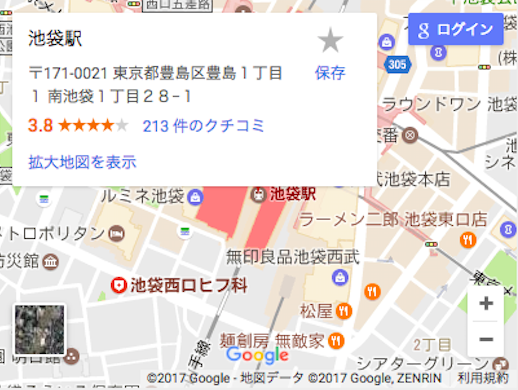 西口五差路
池袋駅
〒171-0021 東京都豊島区豊島１丁目
１南池袋１丁目２８−１
保存
3.8
213 件のクチコミ
拡大地図を表示
g ログイン
305
(株
ラウンドワン 池
交番
シネ
武池袋本店
ルミネ池袋
池袋駅
ラーメン二郎 池袋東口店
メトロポリタン
無印良品池袋西武
防災館
池袋西口ヒフ科
松屋
麺創房 無敵家
手線
2丁目
明日館
シアターグリーン
Google
©2017 Google - 地図データ ©2017 Google, ZENRIN 利用規約